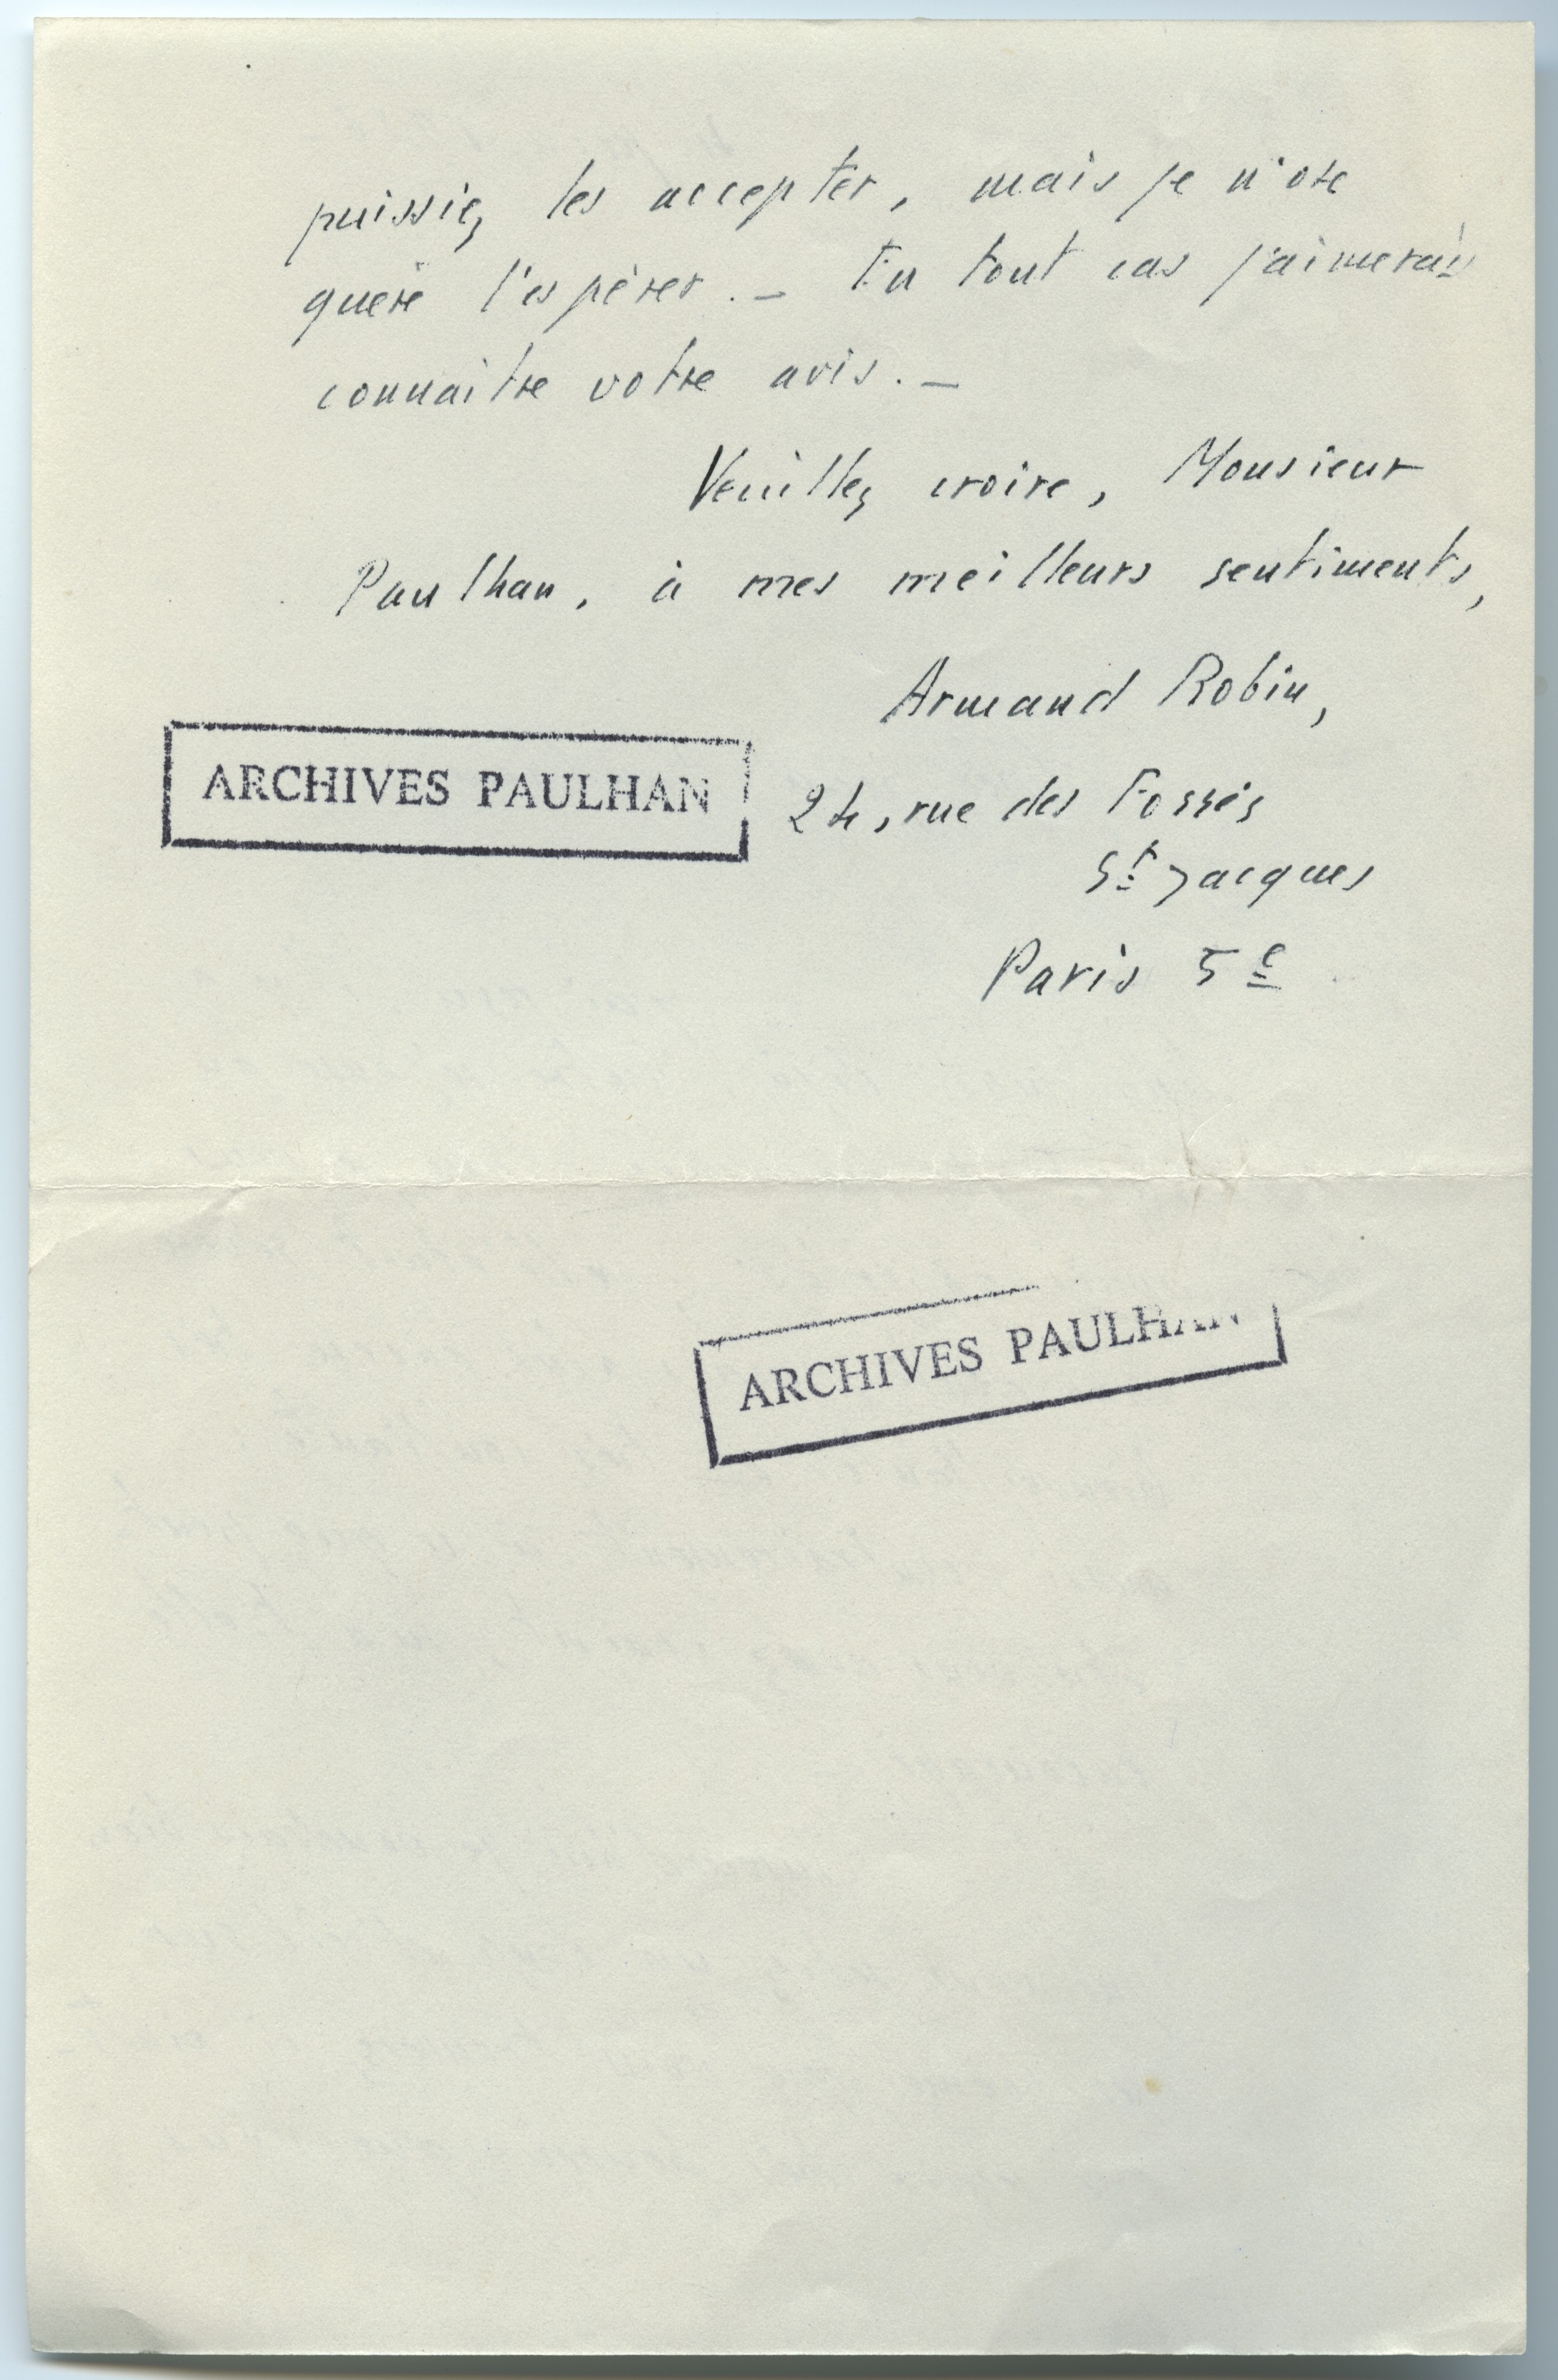 puissiez les accepter, mais je n'ose
guère l'espérer. _ En tout cas j'aimerais
connaître votre avis. _
Veuillez croire, Monsieur
Paulhan, à mes meilleurs sentiments,
Armand Robin,
ARCHIVES PAULHAN
24, rue des Fossés
St Jacques
Paris 5e
ARCHIVES PAULHAN